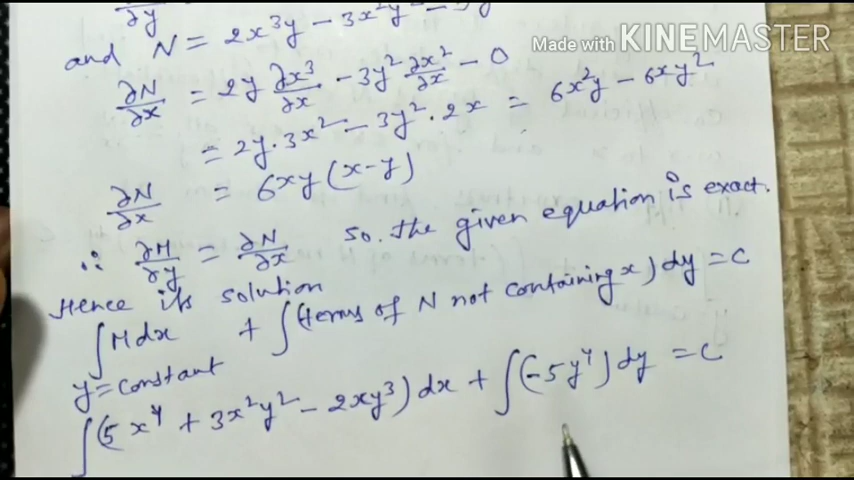 ∂y
and N = 2x³y − 3x²y² − 5y
Made with KINEMASTER
∂N/∂x = 2y ∂x³/∂x − 3y² ∂x²/∂x − 0
= 2y·3x² − 3y²·2x = 6x²y − 6xy²
∂N/∂x = 6xy(x−y)
∴ ∂M/∂y = ∂N/∂x so. the given equation is exact.
Hence its solution
∫Mdx + ∫(terms of N not containing x) dy = C
y = constant
∫(5x⁴ + 3x²y² − 2xy³) dx + ∫(−5y⁴) dy = C